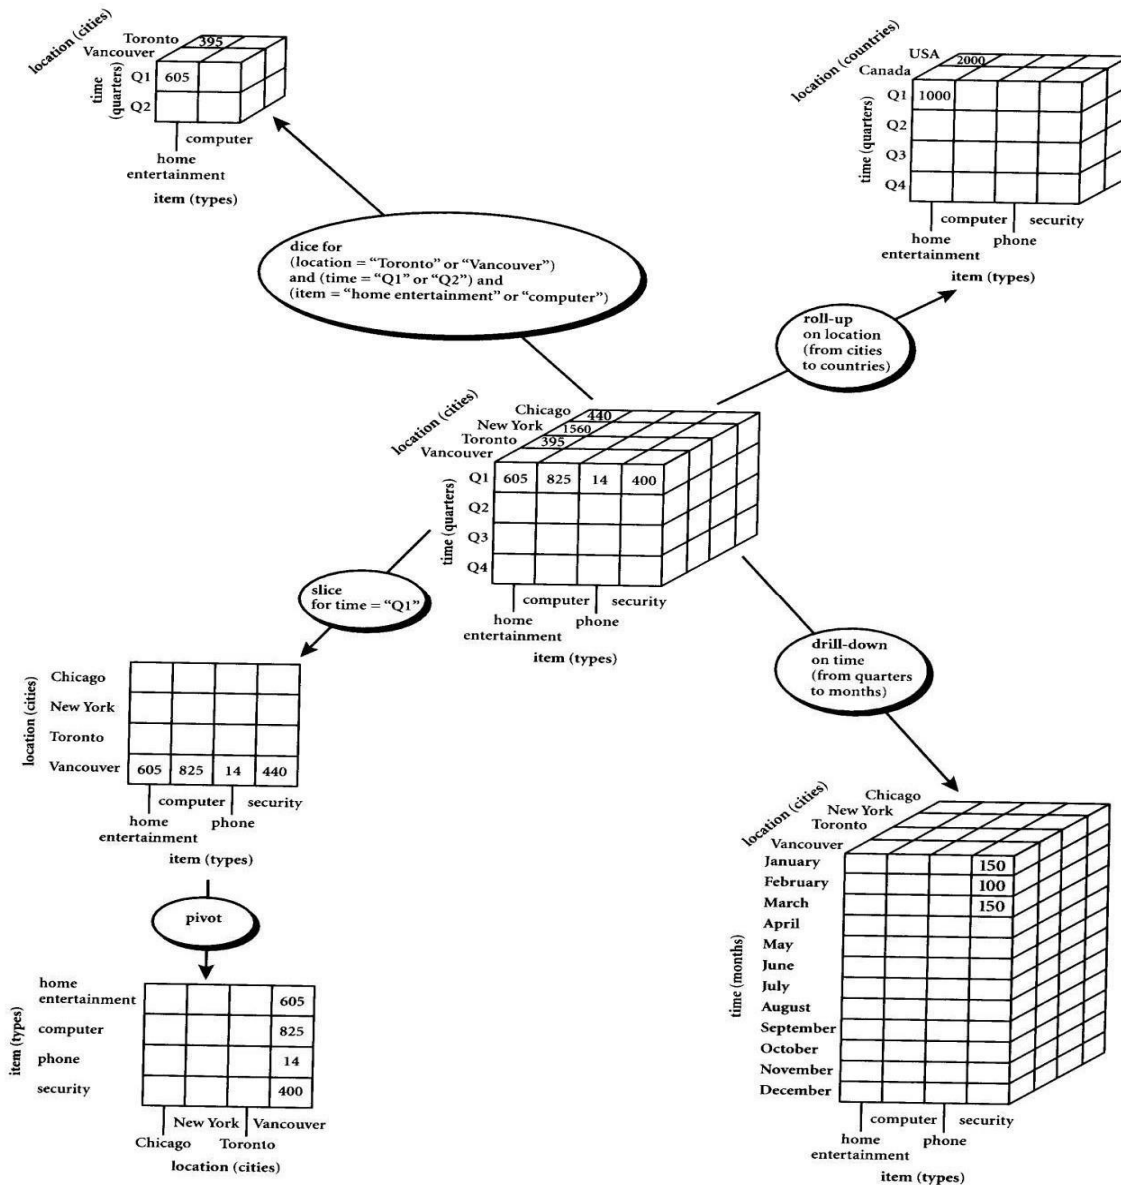 location (cities)
Toronto
Vancouver
395
time
(quarters)
Q1
605
Q2
computer
home
entertainment
item (types)
location (countries)
USA
Canada
2000
time (quarters)
Q1
1000
Q2
Q3
Q4
computer
security
home
entertainment
phone
item (types)
dice for
(location = “Toronto” or “Vancouver”)
and (time = “Q1” or “Q2”) and
(item = “home entertainment” or “computer”)
roll-up
on location
(from cities
to countries)
location (cities)
Chicago
440
New York
1560
Toronto
395
Vancouver
time (quarters)
Q1
605 825 14 400
Q2
Q3
Q4
computer
security
home
entertainment
phone
item (types)
slice
for time = “Q1”
drill-down
on time
(from quarters
to months)
location (cities)
Chicago
New York
Toronto
Vancouver
605 825 14 440
computer
security
home
entertainment
phone
item (types)
pivot
item (types)
home
entertainment
605
computer
825
phone
14
security
400
New York
Vancouver
Chicago
Toronto
location (cities)
location (cities)
Chicago
New York
Toronto
Vancouver
time (months)
January
150
February
100
March
150
April
May
June
July
August
September
October
November
December
computer
security
home
entertainment
phone
item (types)